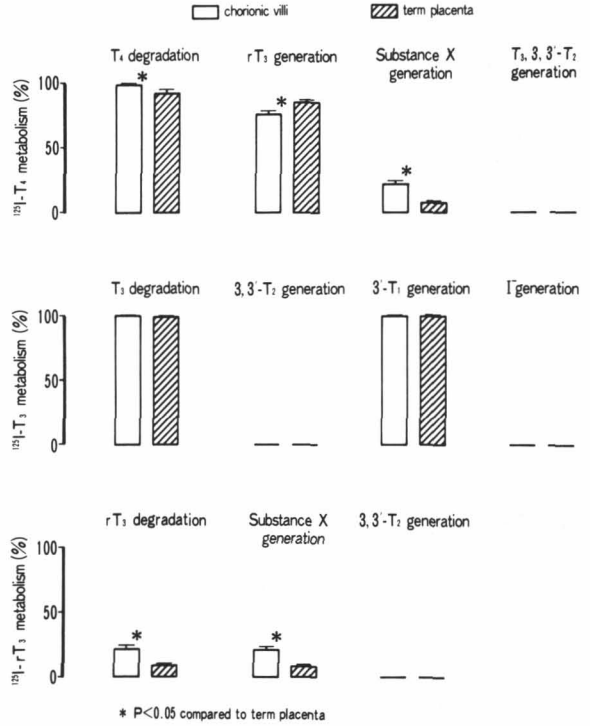 chorionic villi term placenta
T₄ degradation rT₃ generation Substance X generation T₃, 3, 3'-T₂ generation
¹²⁵I-T₄ metabolism (%)
100
50
0
* * *
T₃ degradation 3, 3'-T₂ generation 3'-T₁ generation I⁻generation
¹²⁵I-T₃ metabolism (%)
100
50
0
rT₃ degradation Substance X generation 3, 3'-T₂ generation
¹²⁵I-rT₃ metabolism (%)
100
50
0
* *
* P<0.05 compared to term placenta